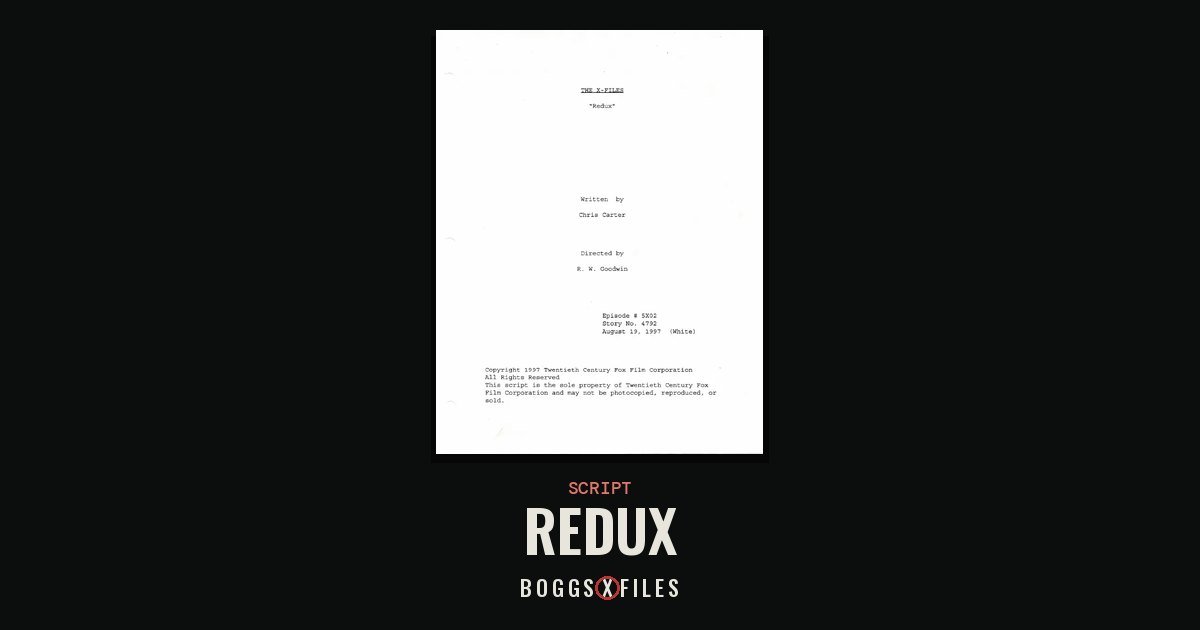 THE X-FILES
"Redux"
Written by
Chris Carter
Directed by
R. W. Goodwin
Episode # 5X02
Story No. 4792
August 19, 1997 (White)
Copyright 1997 Twentieth Century Fox Film Corporation
All Rights Reserved
This script is the sole property of Twentieth Century Fox
Film Corporation and may not be photocopied, reproduced, or
sold.
SCRIPT
REDUX
BOGGSXFILES